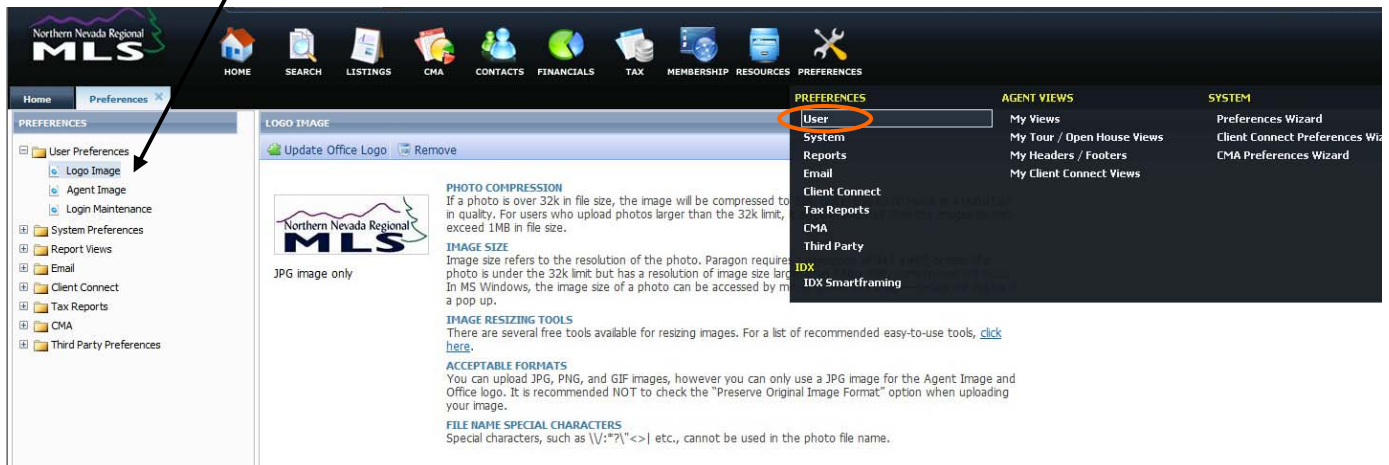 Northern Nevada Regional
MLS
HOME
SEARCH
LISTINGS
CMA
CONTACTS
FINANCIALS
TAX
MEMBERSHIP
RESOURCES
PREFERENCES
Home
Preferences
PREFERENCES
User Preferences
Logo Image
Agent Image
Login Maintenance
System Preferences
Report Views
Email
Client Connect
Tax Reports
CMA
Third Party Preferences
LOGO IMAGE
Update Office Logo
Remove
Northern Nevada Regional
MLS
JPG image only
PHOTO COMPRESSION
If a photo is over 32k in file size, the image will be compressed to
in quality. For users who upload photos larger than the 32k limit,
exceed 1MB in file size.
IMAGE SIZE
Image size refers to the resolution of the photo. Paragon requires
photo is under the 32k limit but has a resolution of image size
In MS Windows, the image size of a photo can be accessed by
a pop up.
IMAGE RESIZING TOOLS
There are several free tools available for resizing images. For a list of recommended easy-to-use tools, click
here.
ACCEPTABLE FORMATS
You can upload JPG, PNG, and GIF images, however you can only use a JPG image for the Agent Image and
Office logo. It is recommended NOT to check the "Preserve Original Image Format" option when uploading
your image.
FILE NAME SPECIAL CHARACTERS
Special characters, such as \\/:*?\"<>| etc., cannot be used in the photo file name.
PREFERENCES
User
System
Reports
Email
Client Connect
Tax Reports
CMA
Third Party
IDX
IDX Smartframing
AGENT VIEWS
My Views
My Tour / Open House Views
My Headers / Footers
My Client Connect Views
SYSTEM
Preferences Wizard
Client Connect Preferences
CMA Preferences Wizard